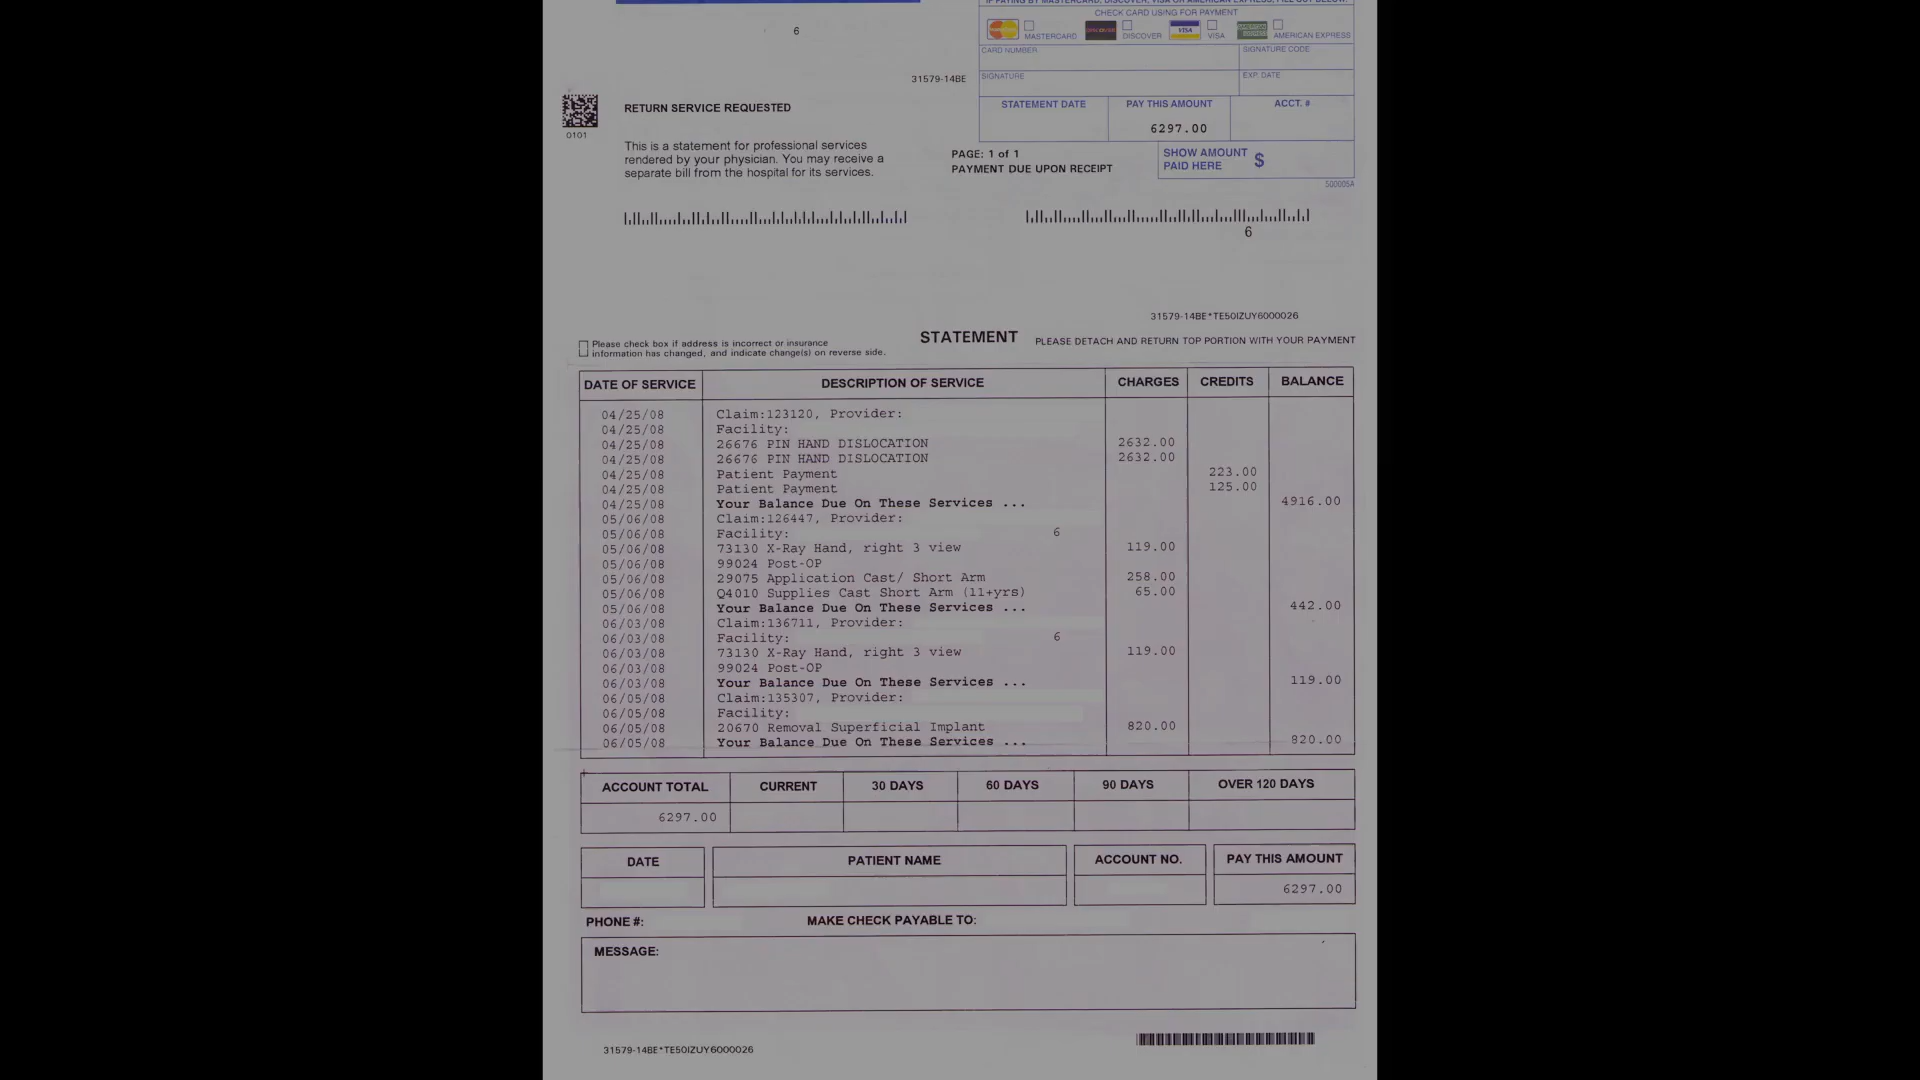 IF PAYING BY MASTERCARD, DISCOVER, VISA OR AMERICAN EXPRESS, FILL OUT BELOW.
CHECK CARD USING FOR PAYMENT
6
MASTERCARD DISCOVER VISA AMERICAN EXPRESS
CARD NUMBER SIGNATURE CODE
SIGNATURE EXP. DATE
31579-14BE
STATEMENT DATE PAY THIS AMOUNT ACCT. #
6297.00
0101
RETURN SERVICE REQUESTED
This is a statement for professional services
rendered by your physician. You may receive a
separate bill from the hospital for its services.
PAGE: 1 of 1
PAYMENT DUE UPON RECEIPT
SHOW AMOUNT
PAID HERE $
500005A
6
31579-14BE*TE50IZUY6000026
Please check box if address is incorrect or insurance
information has changed, and indicate change(s) on reverse side.
STATEMENT
PLEASE DETACH AND RETURN TOP PORTION WITH YOUR PAYMENT
DATE OF SERVICE DESCRIPTION OF SERVICE CHARGES CREDITS BALANCE
04/25/08 Claim:123120, Provider:
04/25/08 Facility:
04/25/08 26676 PIN HAND DISLOCATION 2632.00
04/25/08 26676 PIN HAND DISLOCATION 2632.00
04/25/08 Patient Payment 223.00
04/25/08 Patient Payment 125.00
04/25/08 Your Balance Due On These Services ... 4916.00
05/06/08 Claim:126447, Provider:
05/06/08 Facility: 6
05/06/08 73130 X-Ray Hand, right 3 view 119.00
05/06/08 99024 Post-OP
05/06/08 29075 Application Cast/ Short Arm 258.00
05/06/08 Q4010 Supplies Cast Short Arm (11+yrs) 65.00
05/06/08 Your Balance Due On These Services ... 442.00
06/03/08 Claim:136711, Provider:
06/03/08 Facility: 6
06/03/08 73130 X-Ray Hand, right 3 view 119.00
06/03/08 99024 Post-OP
06/03/08 Your Balance Due On These Services ... 119.00
06/05/08 Claim:135307, Provider:
06/05/08 Facility:
06/05/08 20670 Removal Superficial Implant 820.00
06/05/08 Your Balance Due On These Services ... 820.00
ACCOUNT TOTAL CURRENT 30 DAYS 60 DAYS 90 DAYS OVER 120 DAYS
6297.00
DATE PATIENT NAME ACCOUNT NO. PAY THIS AMOUNT
6297.00
PHONE #: MAKE CHECK PAYABLE TO:
MESSAGE:
31579-14BE*TE50IZUY6000026